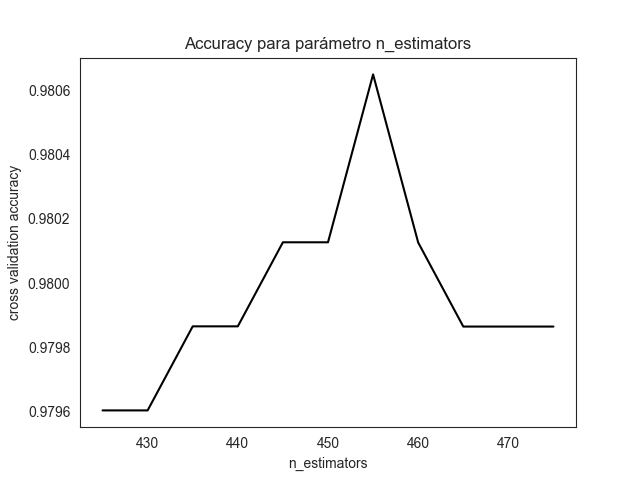 Accuracy para parámetro n_estimators
0.9806
0.9804
0.9802
0.9800
0.9798
0.9796
cross validation accuracy
430 440 450 460 470
n_estimators